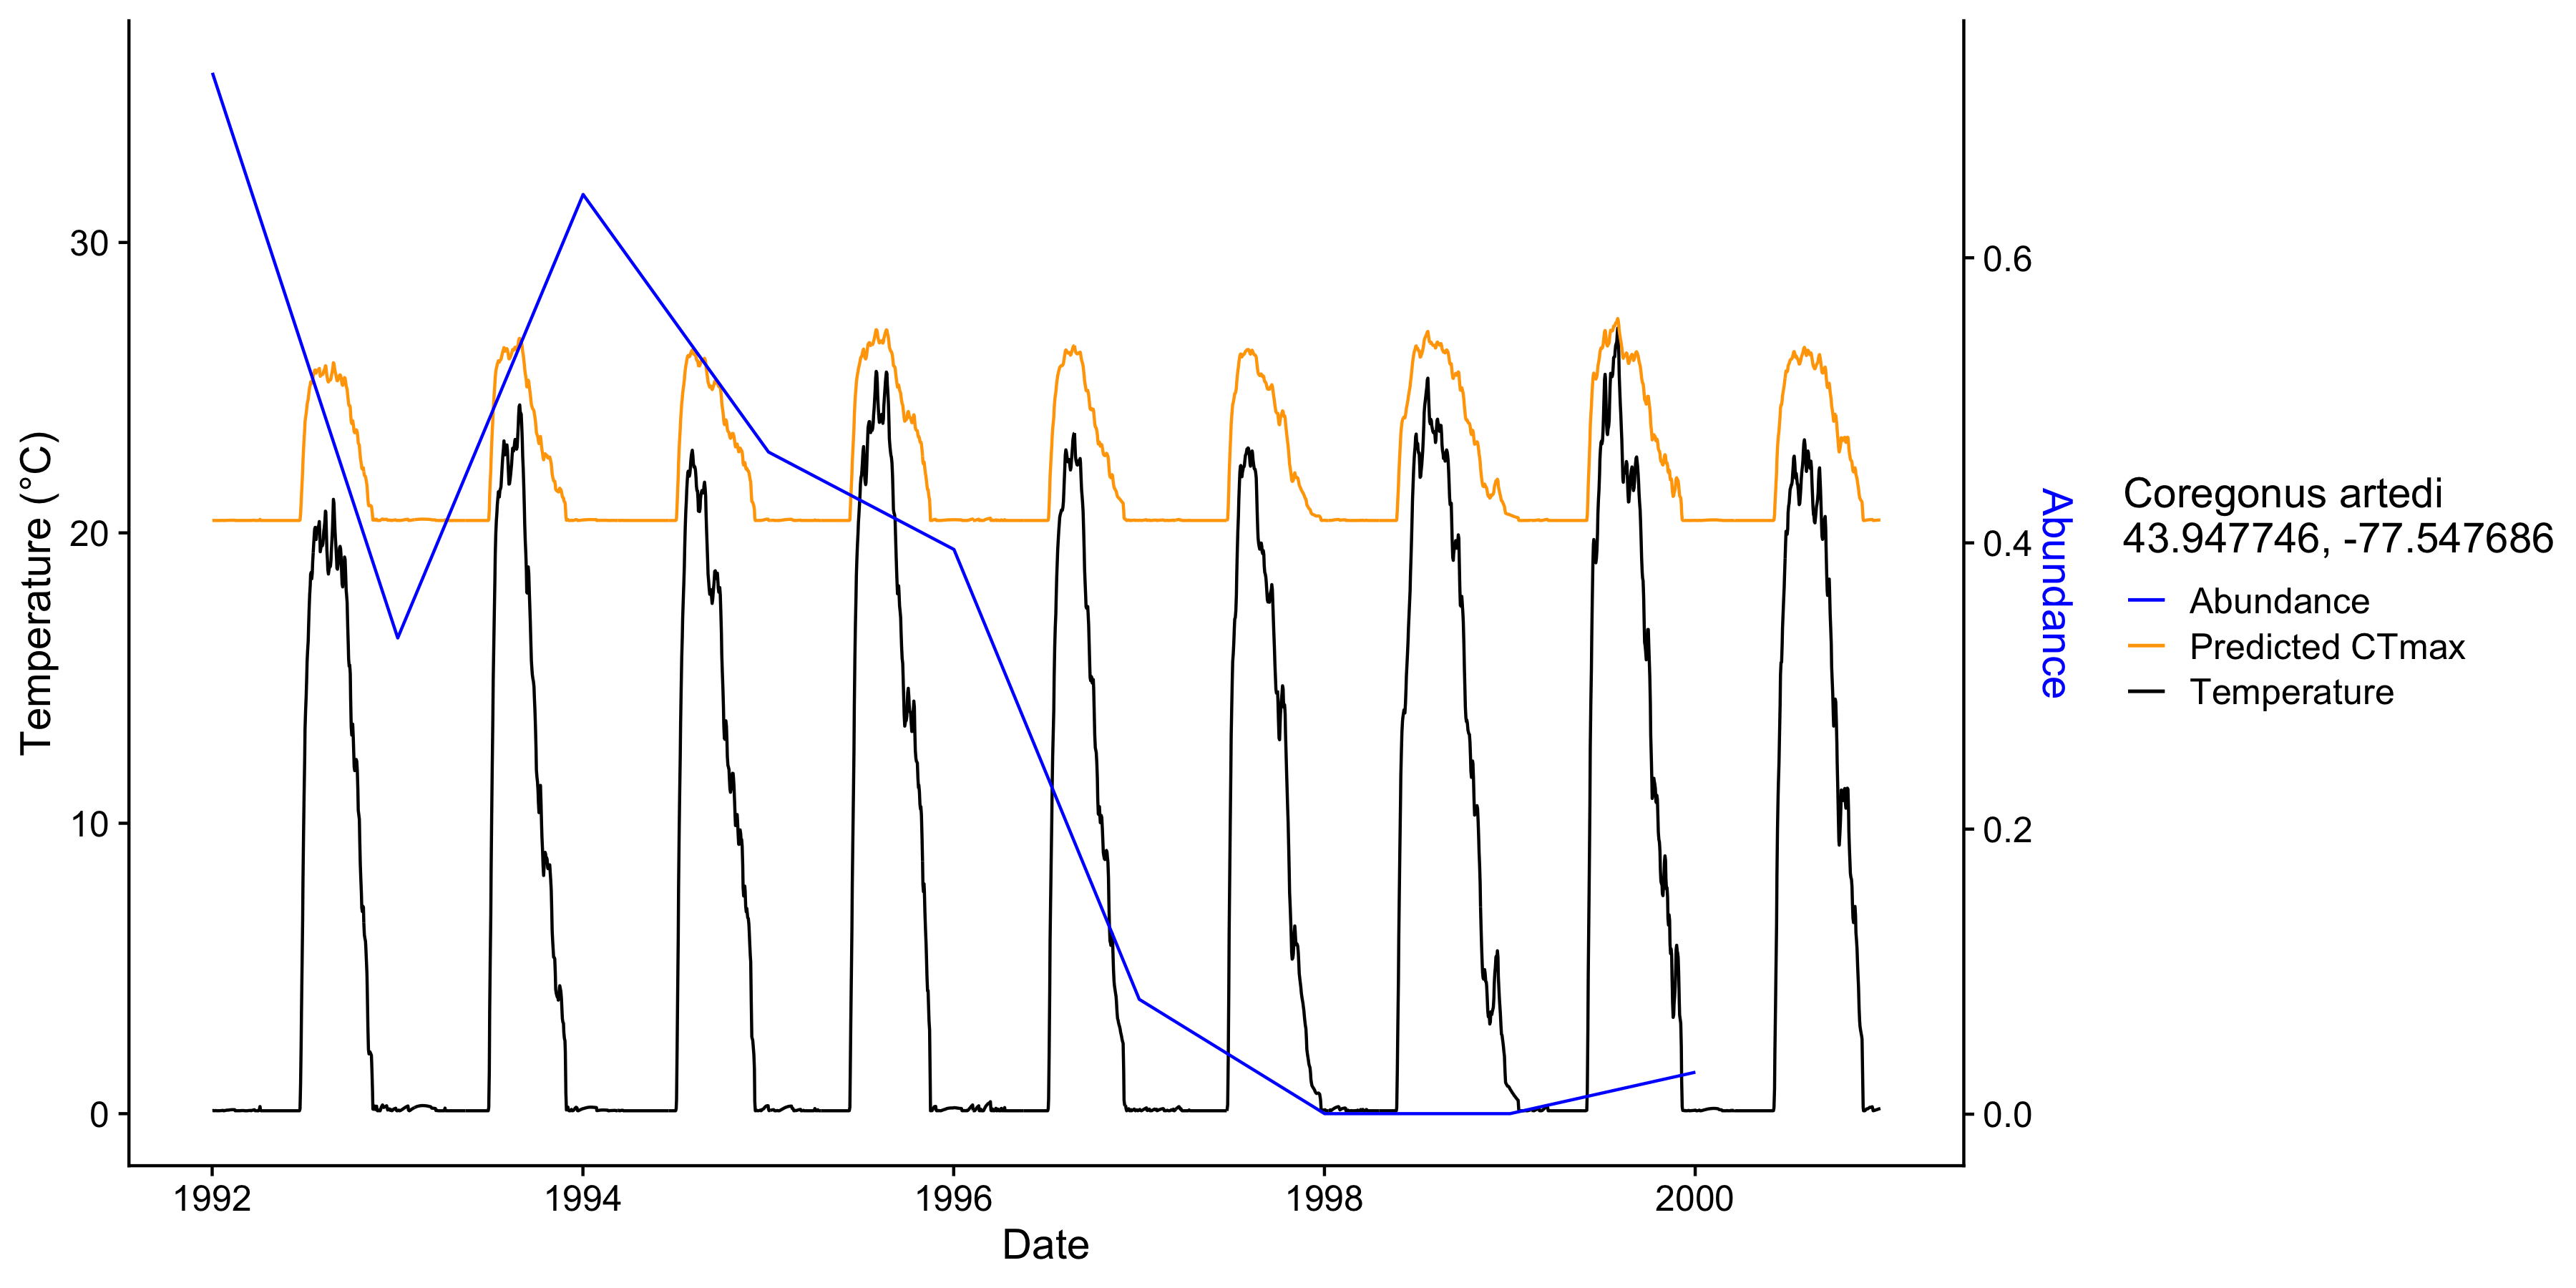 Temperature (°C)
30
20
10
0
1992
1994
1996
1998
2000
Date
0.6
0.4
0.2
0.0
Abundance
Coregonus artedi
43.947746, -77.547686
Abundance
Predicted CTmax
Temperature